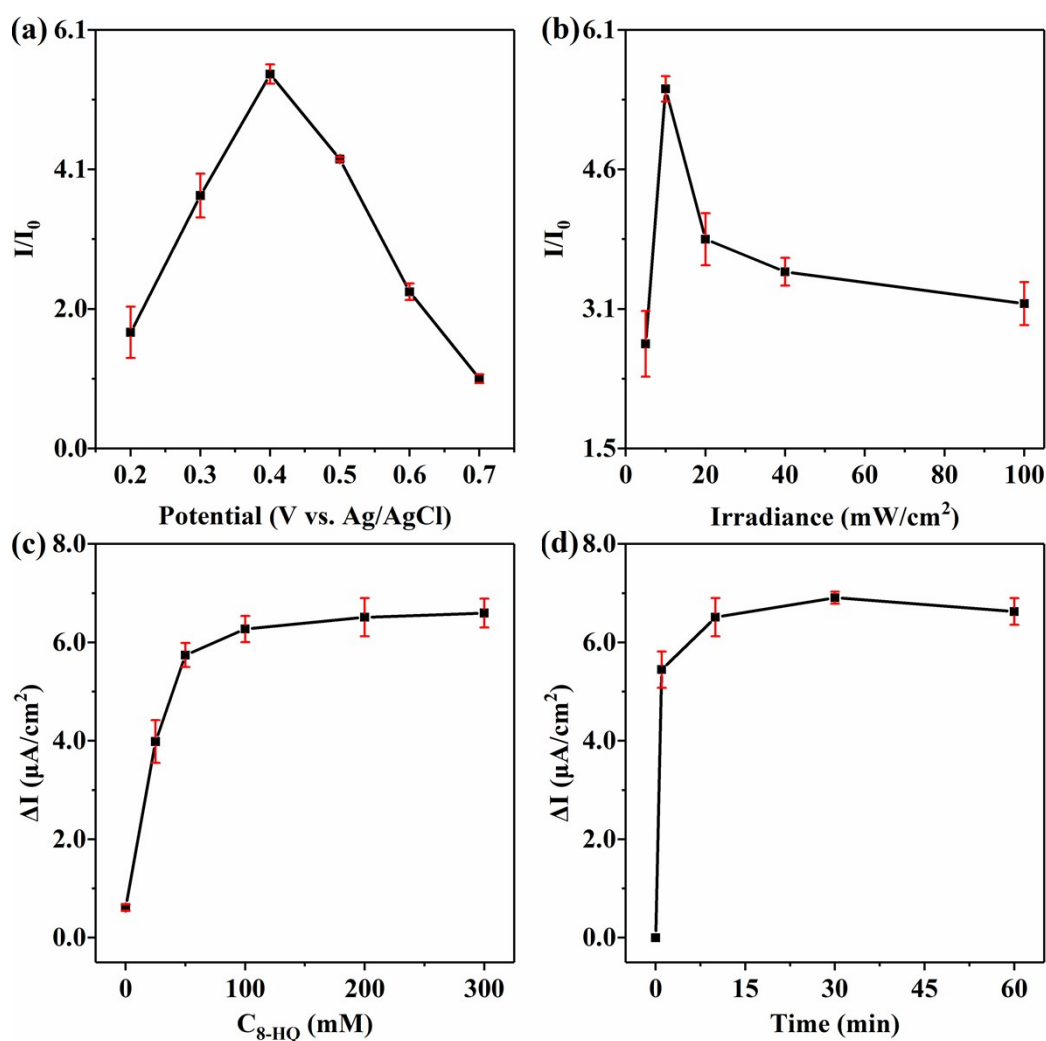 (a)
6.1
4.1
2.0
0.0
I/I₀
0.2 0.3 0.4 0.5 0.6 0.7
Potential (V vs. Ag/AgCl)
(b)
6.1
4.6
3.1
1.5
I/I₀
0 20 40 60 80 100
Irradiance (mW/cm²)
(c)
8.0
6.0
4.0
2.0
0.0
ΔI (μA/cm²)
0 100 200 300
C₈₋HQ (mM)
(d)
8.0
6.0
4.0
2.0
0.0
ΔI (μA/cm²)
0 15 30 45 60
Time (min)